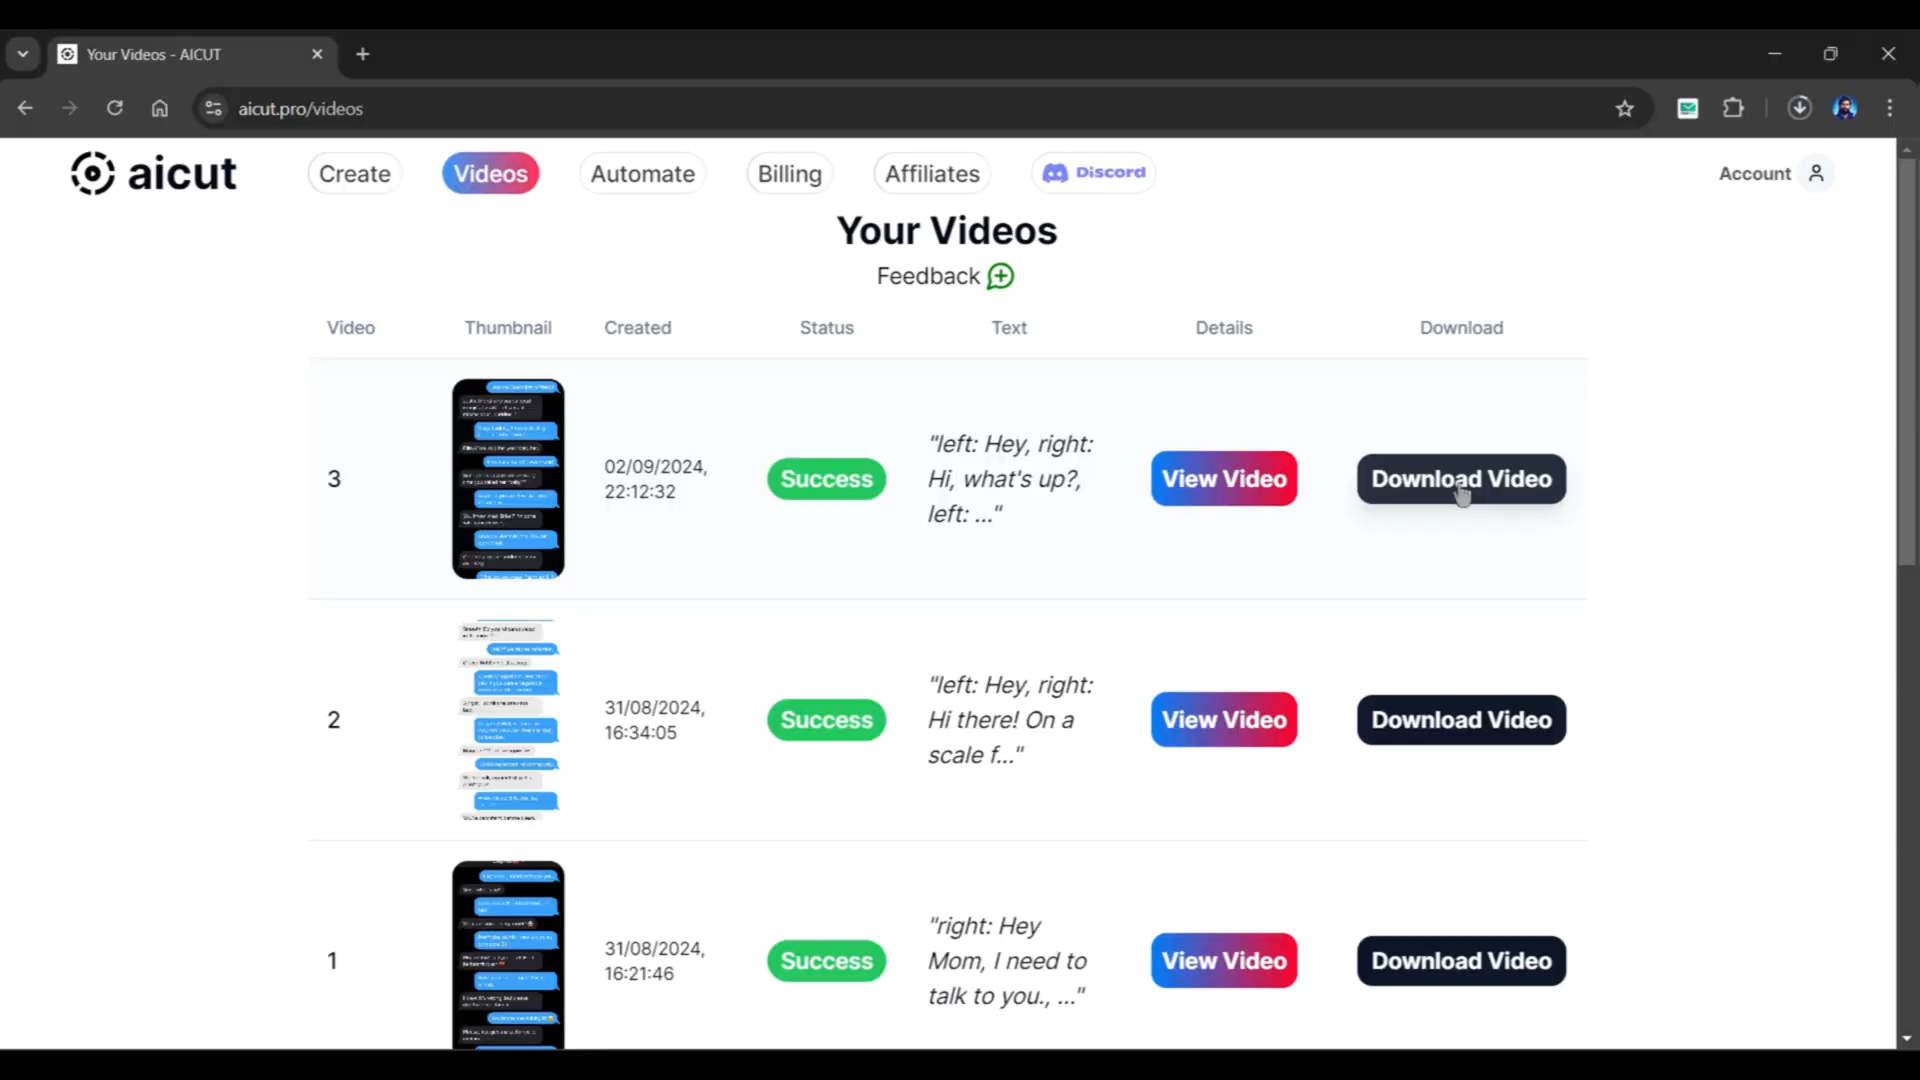 Your Videos - AICUT
aicut.pro/videos
aicut
Create
Videos
Automate
Billing
Affiliates
Discord
Account
Your Videos
Feedback
Video
Thumbnail
Created
Status
Text
Details
Download
3
02/09/2024,
22:12:32
Success
"left: Hey, right:
Hi, what's up?,
left: ..."
View Video
Download Video
2
31/08/2024,
16:34:05
Success
"left: Hey, right:
Hi there! On a
scale f..."
View Video
Download Video
1
31/08/2024,
16:21:46
Success
"right: Hey
Mom, I need to
talk to you., ..."
View Video
Download Video